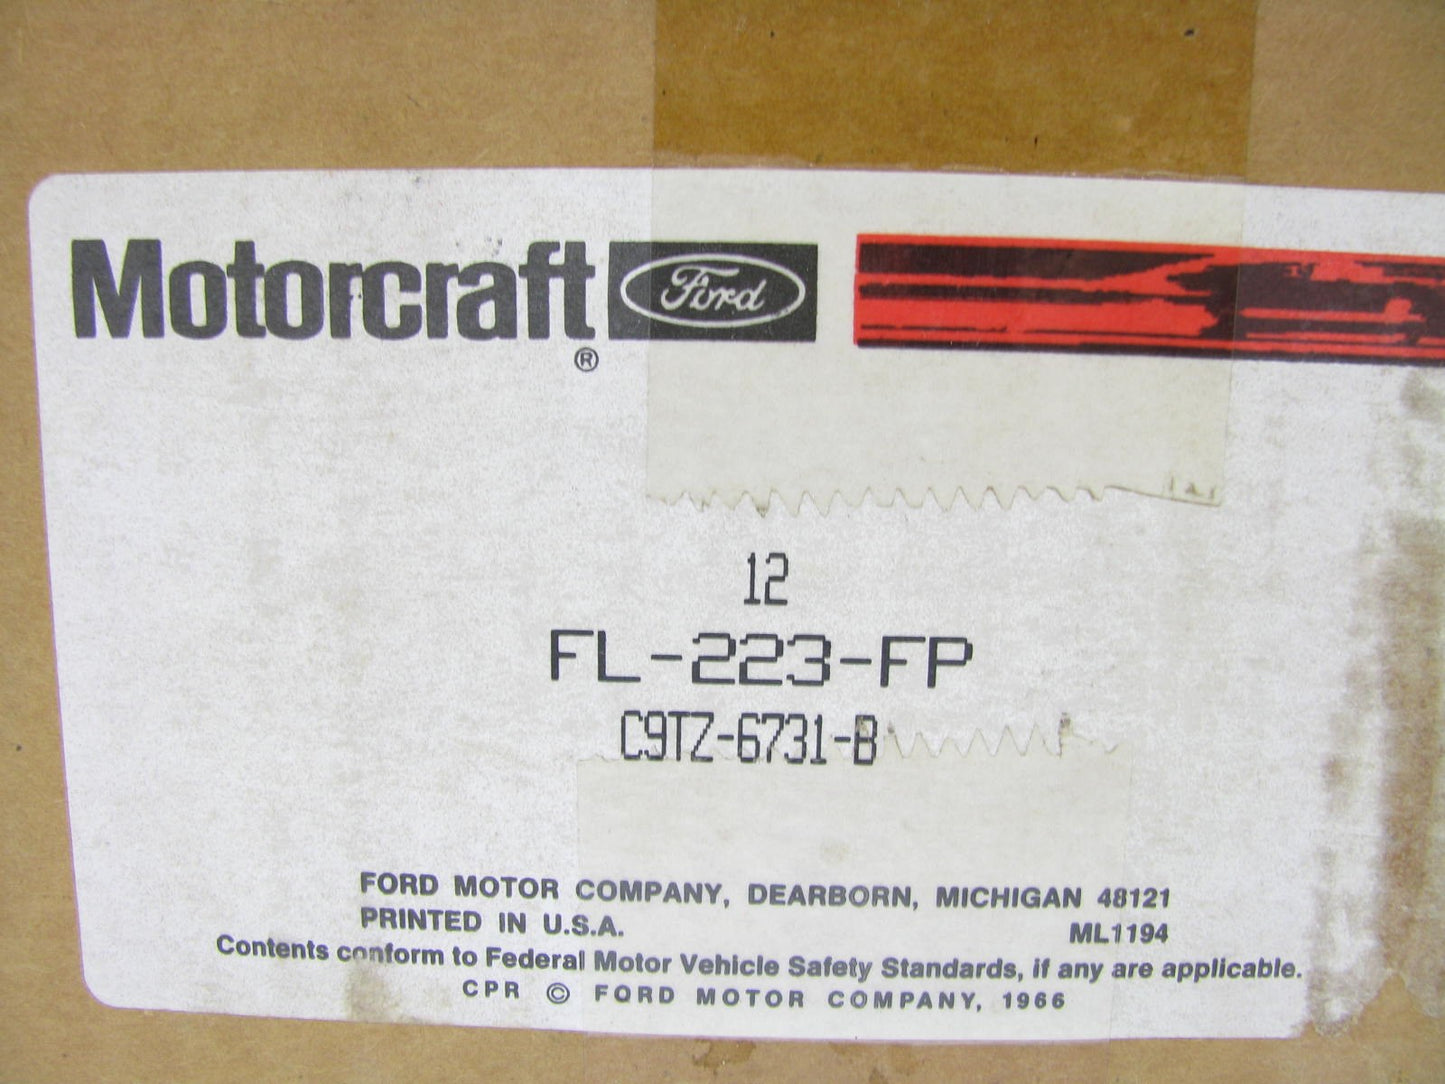 Motorcraft® Ford
12
FL-223-FP
C9TZ-6731-B
FORD MOTOR COMPANY, DEARBORN, MICHIGAN 48121
PRINTED IN U.S.A. ML1194
Contents conform to Federal Motor Vehicle Safety Standards, if any are applicable.
CPR © FORD MOTOR COMPANY, 1966